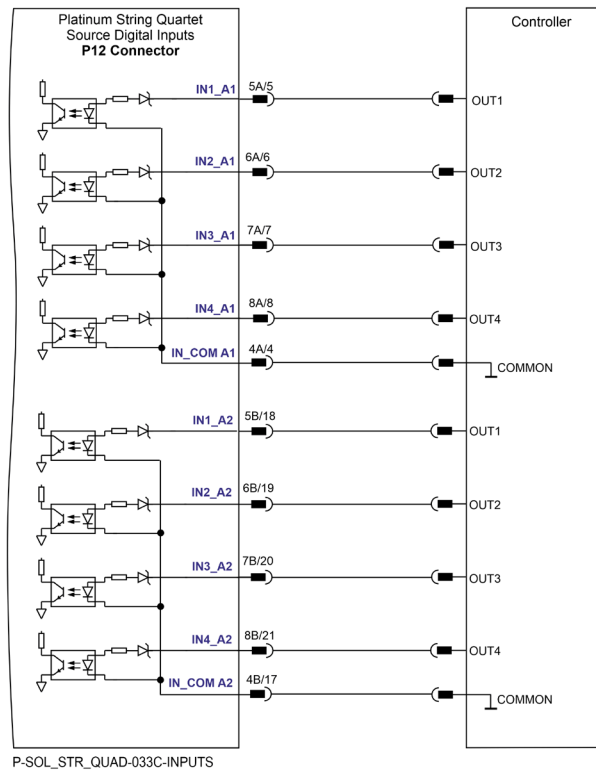 Platinum String Quartet
Source Digital Inputs
P12 Connector
Controller
IN1_A1 5A/5 OUT1
IN2_A1 6A/6 OUT2
IN3_A1 7A/7 OUT3
IN4_A1 8A/8 OUT4
IN_COM A1 4A/4 COMMON
IN1_A2 5B/18 OUT1
IN2_A2 6B/19 OUT2
IN3_A2 7B/20 OUT3
IN4_A2 8B/21 OUT4
IN_COM A2 4B/17 COMMON
P-SOL_STR_QUAD-033C-INPUTS